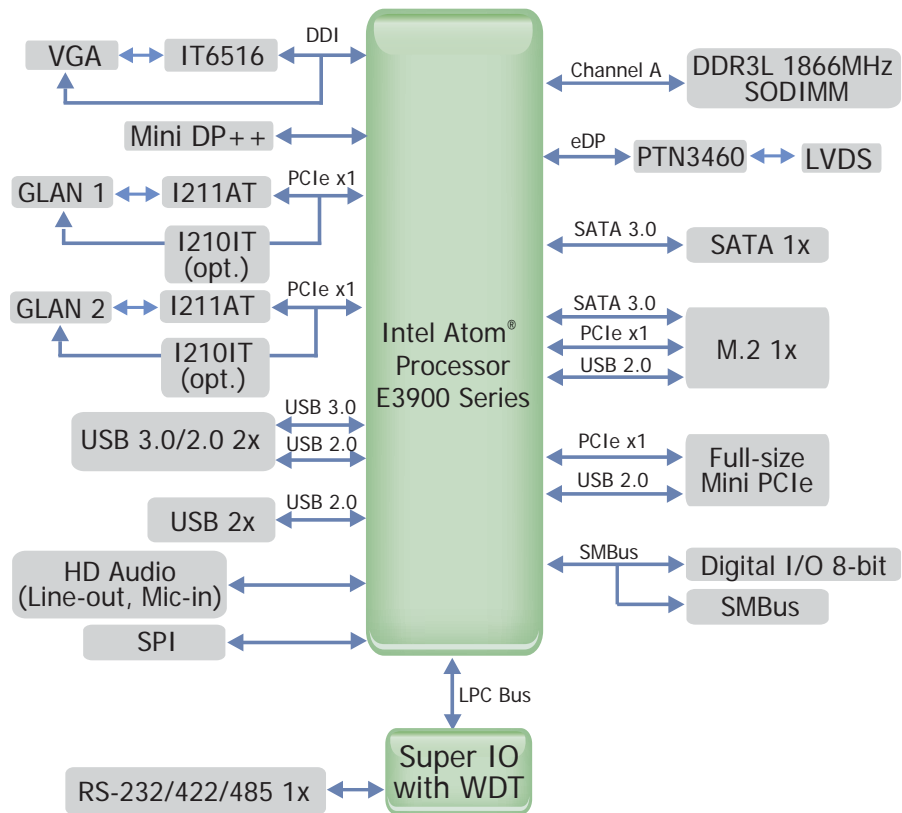 DDI
VGA
IT6516
Mini DP++
PCIe x1
GLAN 1
I211AT
I210IT
(opt.)
PCIe x1
GLAN 2
I211AT
I210IT
(opt.)
USB 3.0
USB 3.0/2.0 2x
USB 2.0
USB 2.0
USB 2x
HD Audio
(Line-out, Mic-in)
SPI
Intel Atom®
Processor
E3900 Series
Channel A
DDR3L 1866MHz
SODIMM
eDP
PTN3460
LVDS
SATA 3.0
SATA 1x
SATA 3.0
PCIe x1
USB 2.0
M.2 1x
PCIe x1
USB 2.0
Full-size
Mini PCIe
SMBus
Digital I/O 8-bit
SMBus
LPC Bus
Super IO
with WDT
RS-232/422/485 1x